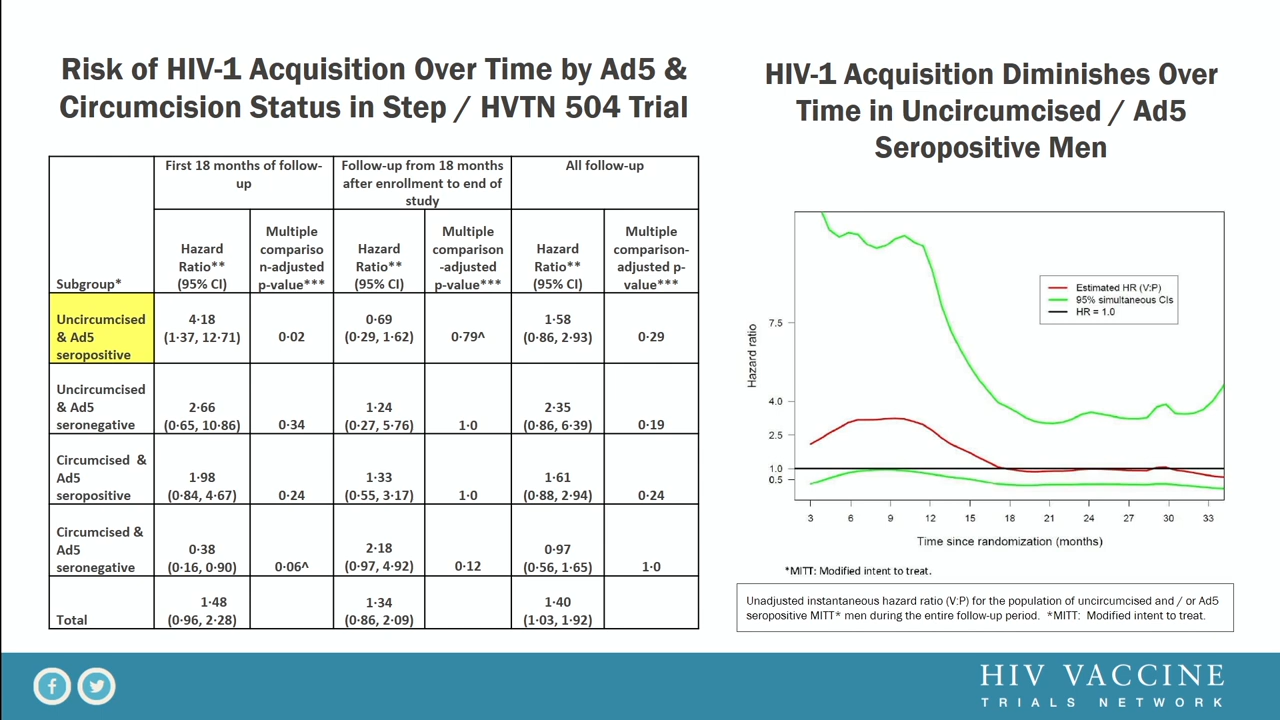 Risk of HIV-1 Acquisition Over Time by Ad5 &
Circumcision Status in Step / HVTN 504 Trial
Subgroup*
First 18 months of follow-
up
Follow-up from 18 months
after enrollment to end of
study
All follow-up
Hazard
Ratio**
(95% CI)
Multiple
compariso
n-adjusted
p-value***
Hazard
Ratio**
(95% CI)
Multiple
comparison
-adjusted
p-value***
Hazard
Ratio**
(95% CI)
Multiple
comparison-
adjusted p-
value***
Uncircumcised
& Ad5
seropositive
4·18
(1·37, 12·71)
0·02
0·69
(0·29, 1·62)
0·79^
1·58
(0·86, 2·93)
0·29
Uncircumcised
& Ad5
seronegative
2·66
(0·65, 10·86)
0·34
1·24
(0·27, 5·76)
1·0
2·35
(0·86, 6·39)
0·19
Circumcised &
Ad5
seropositive
1·98
(0·84, 4·67)
0·24
1·33
(0·55, 3·17)
1·0
1·61
(0·88, 2·94)
0·24
Circumcised &
Ad5
seronegative
0·38
(0·16, 0·90)
0·06^
2·18
(0·97, 4·92)
0·12
0·97
(0·56, 1·65)
1·0
Total
1·48
(0·96, 2·28)
1·34
(0·86, 2·09)
1·40
(1·03, 1·92)
HIV-1 Acquisition Diminishes Over
Time in Uncircumcised / Ad5
Seropositive Men
Hazard ratio
7.5
4.0
2.5
1.0
0.5
Estimated HR (V:P)
95% simultaneous CIs
HR = 1.0
3 6 9 12 15 18 21 24 27 30 33
Time since randomization (months)
*MITT: Modified intent to treat.
Unadjusted instantaneous hazard ratio (V:P) for the population of uncircumcised and / or Ad5
seropositive MITT* men during the entire follow-up period. *MITT: Modified intent to treat.
HIV VACCINE
TRIALS NETWORK